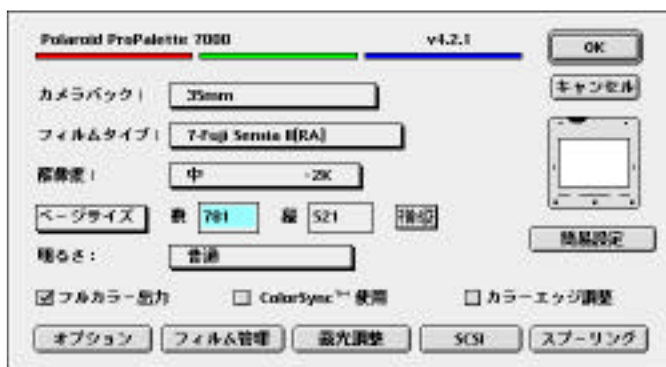 Polaroid ProPalette 7000 v4.2.1
OK
キャンセル
カメラバック： 35mm
フィルムタイプ： 7-Fuji Sensia II[RA]
解像度： 中 -2K
ページサイズ 横 781 縦 521
簡易設定
明るさ： 普通
フルカラー出力 ColorSync™ 使用 カラーエッジ調整
オプション フィルム管理 露光調整 SCSI スプーリング